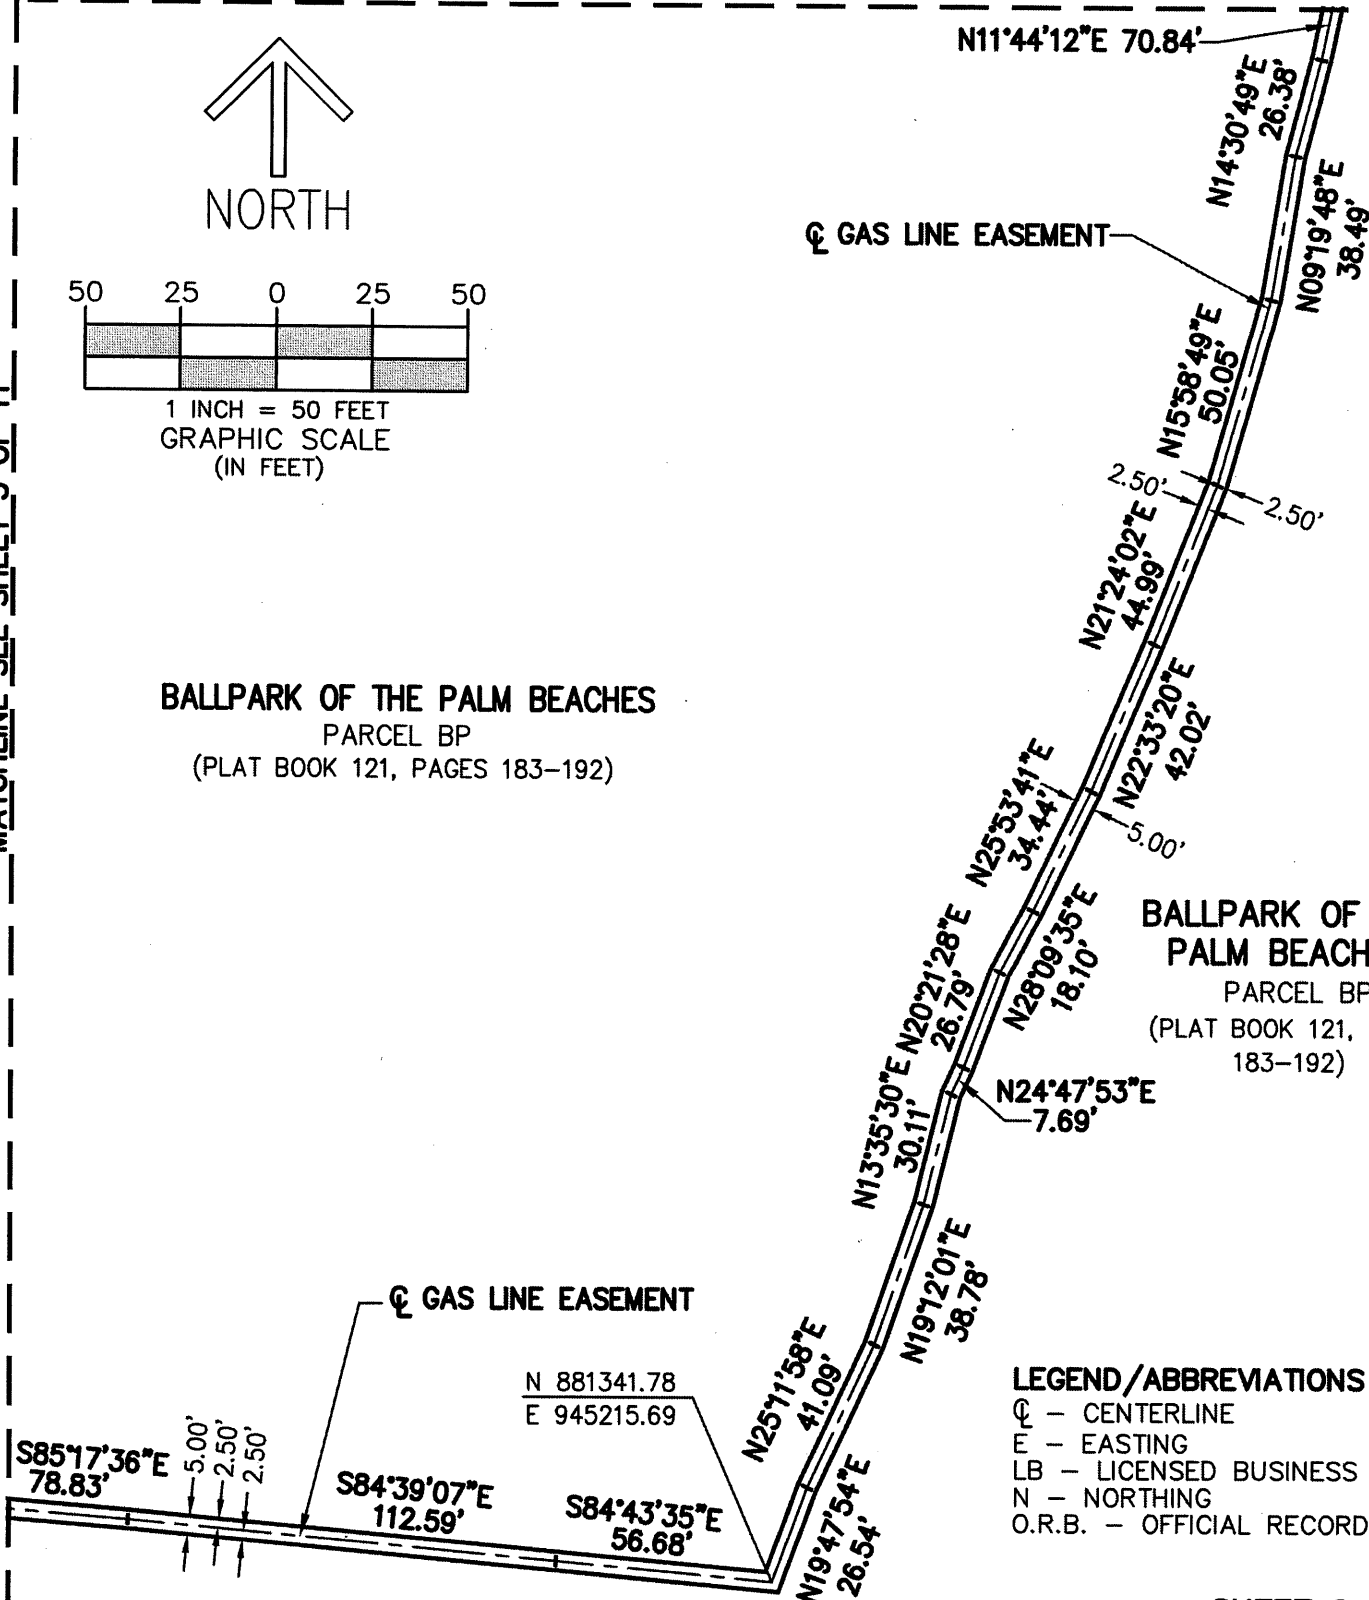 N11°44'12"E 70.84'
N14°30'49"E
26.38'
NORTH
N09°19'48"E
38.49'
℄ GAS LINE EASEMENT
50 25 0 25 50
1 INCH = 50 FEET
GRAPHIC SCALE
(IN FEET)
N15°58'49"E
50.05'
2.50'
2.50'
N21°24'02"E
44.99'
BALLPARK OF THE PALM BEACHES
PARCEL BP
(PLAT BOOK 121, PAGES 183-192)
N22°33'20"E
42.02'
N25°53'41"E
34.44'
5.00'
BALLPARK OF
PALM BEACH
PARCEL BP
(PLAT BOOK 121,
183-192)
N28°09'35"E
18.10'
N20°21'28"E
26.79'
N24°47'53"E
7.69'
N13°35'30"E
30.11'
N19°12'01"E
38.78'
℄ GAS LINE EASEMENT
N25°11'58"E
41.09'
N 881341.78
E 945215.69
LEGEND/ABBREVIATIONS
℄ - CENTERLINE
E - EASTING
LB - LICENSED BUSINESS
N - NORTHING
O.R.B. - OFFICIAL RECORD
S85°17'36"E
78.83'
5.00'
2.50'
2.50'
S84°39'07"E
112.59'
S84°43'35"E
56.68'
N19°47'54"E
26.54'